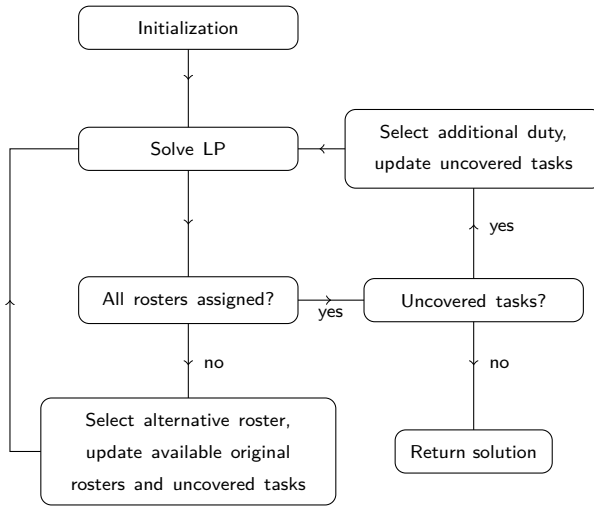 Initialization
Solve LP
Select additional duty,
update uncovered tasks
yes
All rosters assigned?
yes
Uncovered tasks?
no
no
Select alternative roster,
update available original
rosters and uncovered tasks
Return solution